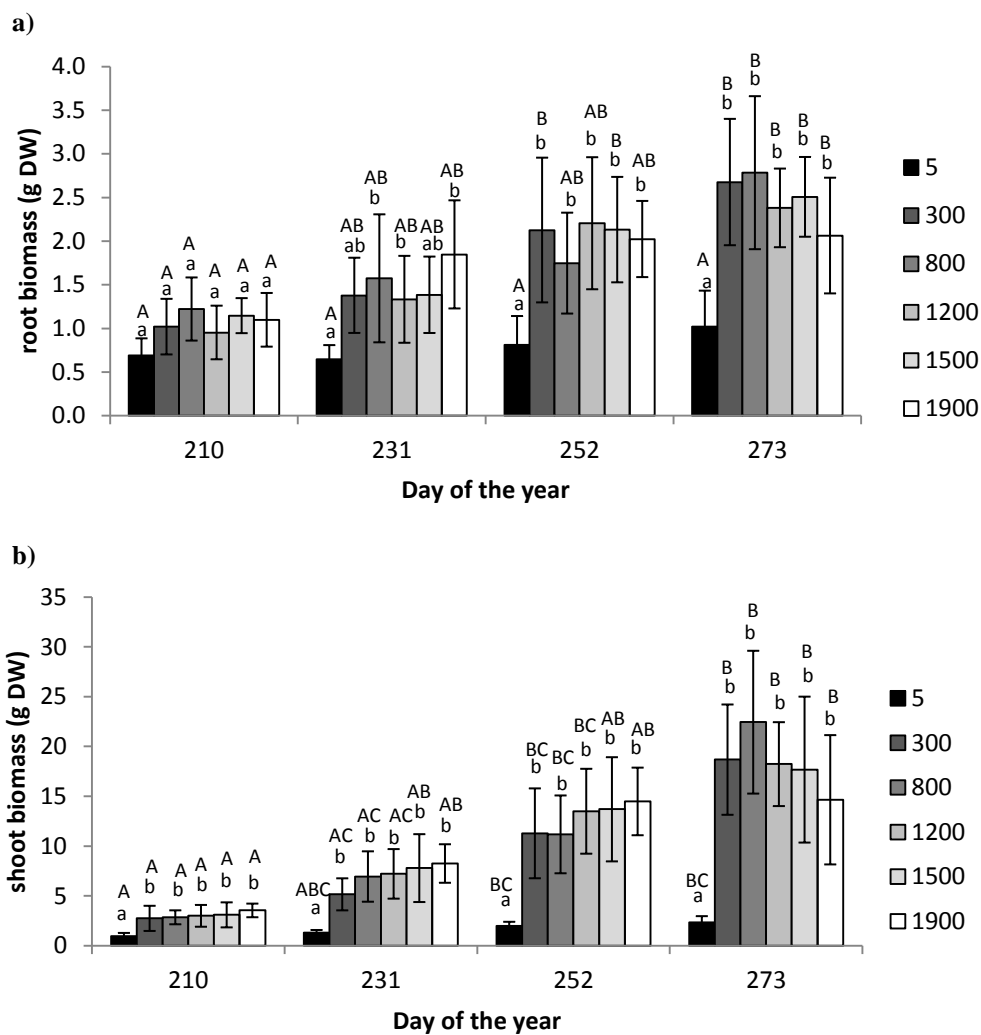 a)
4.0
3.5
3.0
2.5
2.0
1.5
1.0
0.5
0.0
root biomass (g DW)
A A A A A A
a a a a a a
A AB AB AB AB AB
a ab b b ab b
A B AB AB B AB
a b b b b b
A B B B B B
a b b b b b
210 231 252 273
Day of the year
5
300
800
1200
1500
1900
b)
35
30
25
20
15
10
5
0
shoot biomass (g DW)
A A A A A A
a b b b b b
ABC AC AC AC AB AB
a b b b b b
BC BC BC BC AB AB
a b b b b b
BC B B B B B
a b b b b b
210 231 252 273
Day of the year
5
300
800
1200
1500
1900